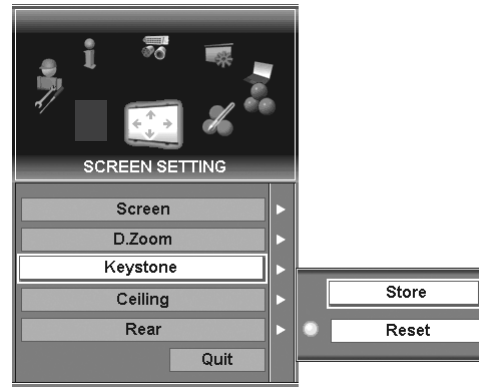 SCREEN SETTING
Screen
D.Zoom
Keystone
Ceiling
Rear
Quit
Store
Reset